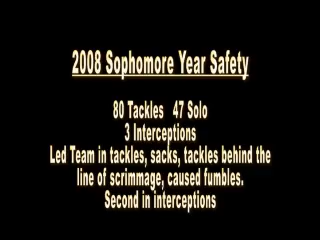 2008 Sophomore Year Safety
80 Tackles 47 Solo
3 Interceptions
Led Team in tackles, sacks, tackles behind the
line of scrimmage, caused fumbles.
Second in interceptions